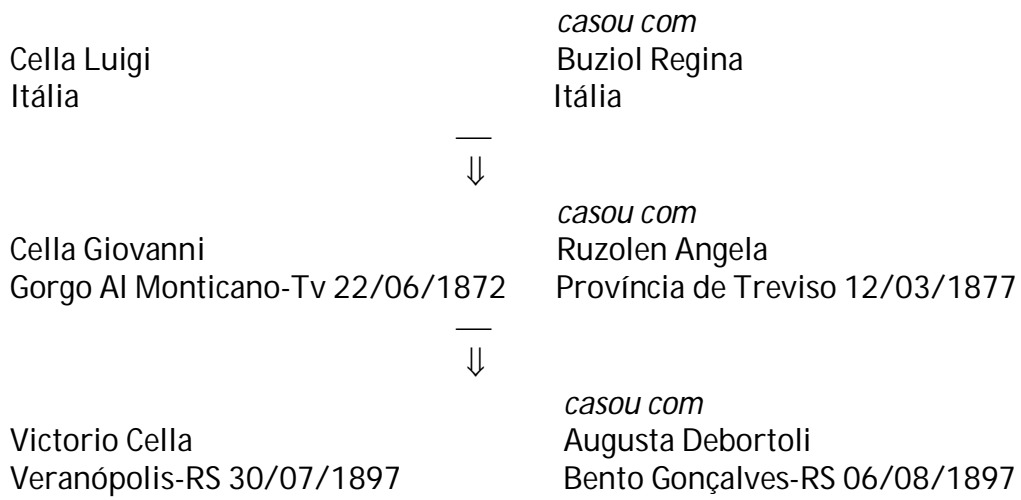 casou com
Cella Luigi Buziol Regina
Itália Itália
⇓
casou com
Cella Giovanni Ruzolen Angela
Gorgo Al Monticano-Tv 22/06/1872 Província de Treviso 12/03/1877
⇓
casou com
Victorio Cella Augusta Debortoli
Veranópolis-RS 30/07/1897 Bento Gonçalves-RS 06/08/1897